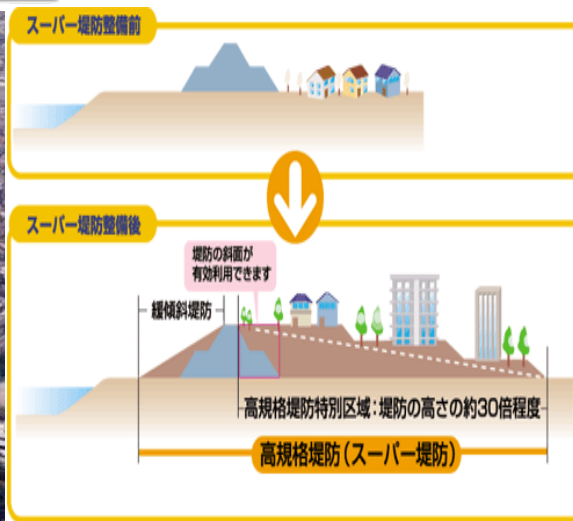 スーパー堤防整備前
スーパー堤防整備後
堤防の斜面が
有効利用できます
緩傾斜堤防
高規格堤防特別区域:堤防の高さの約30倍程度
高規格堤防(スーパー堤防)